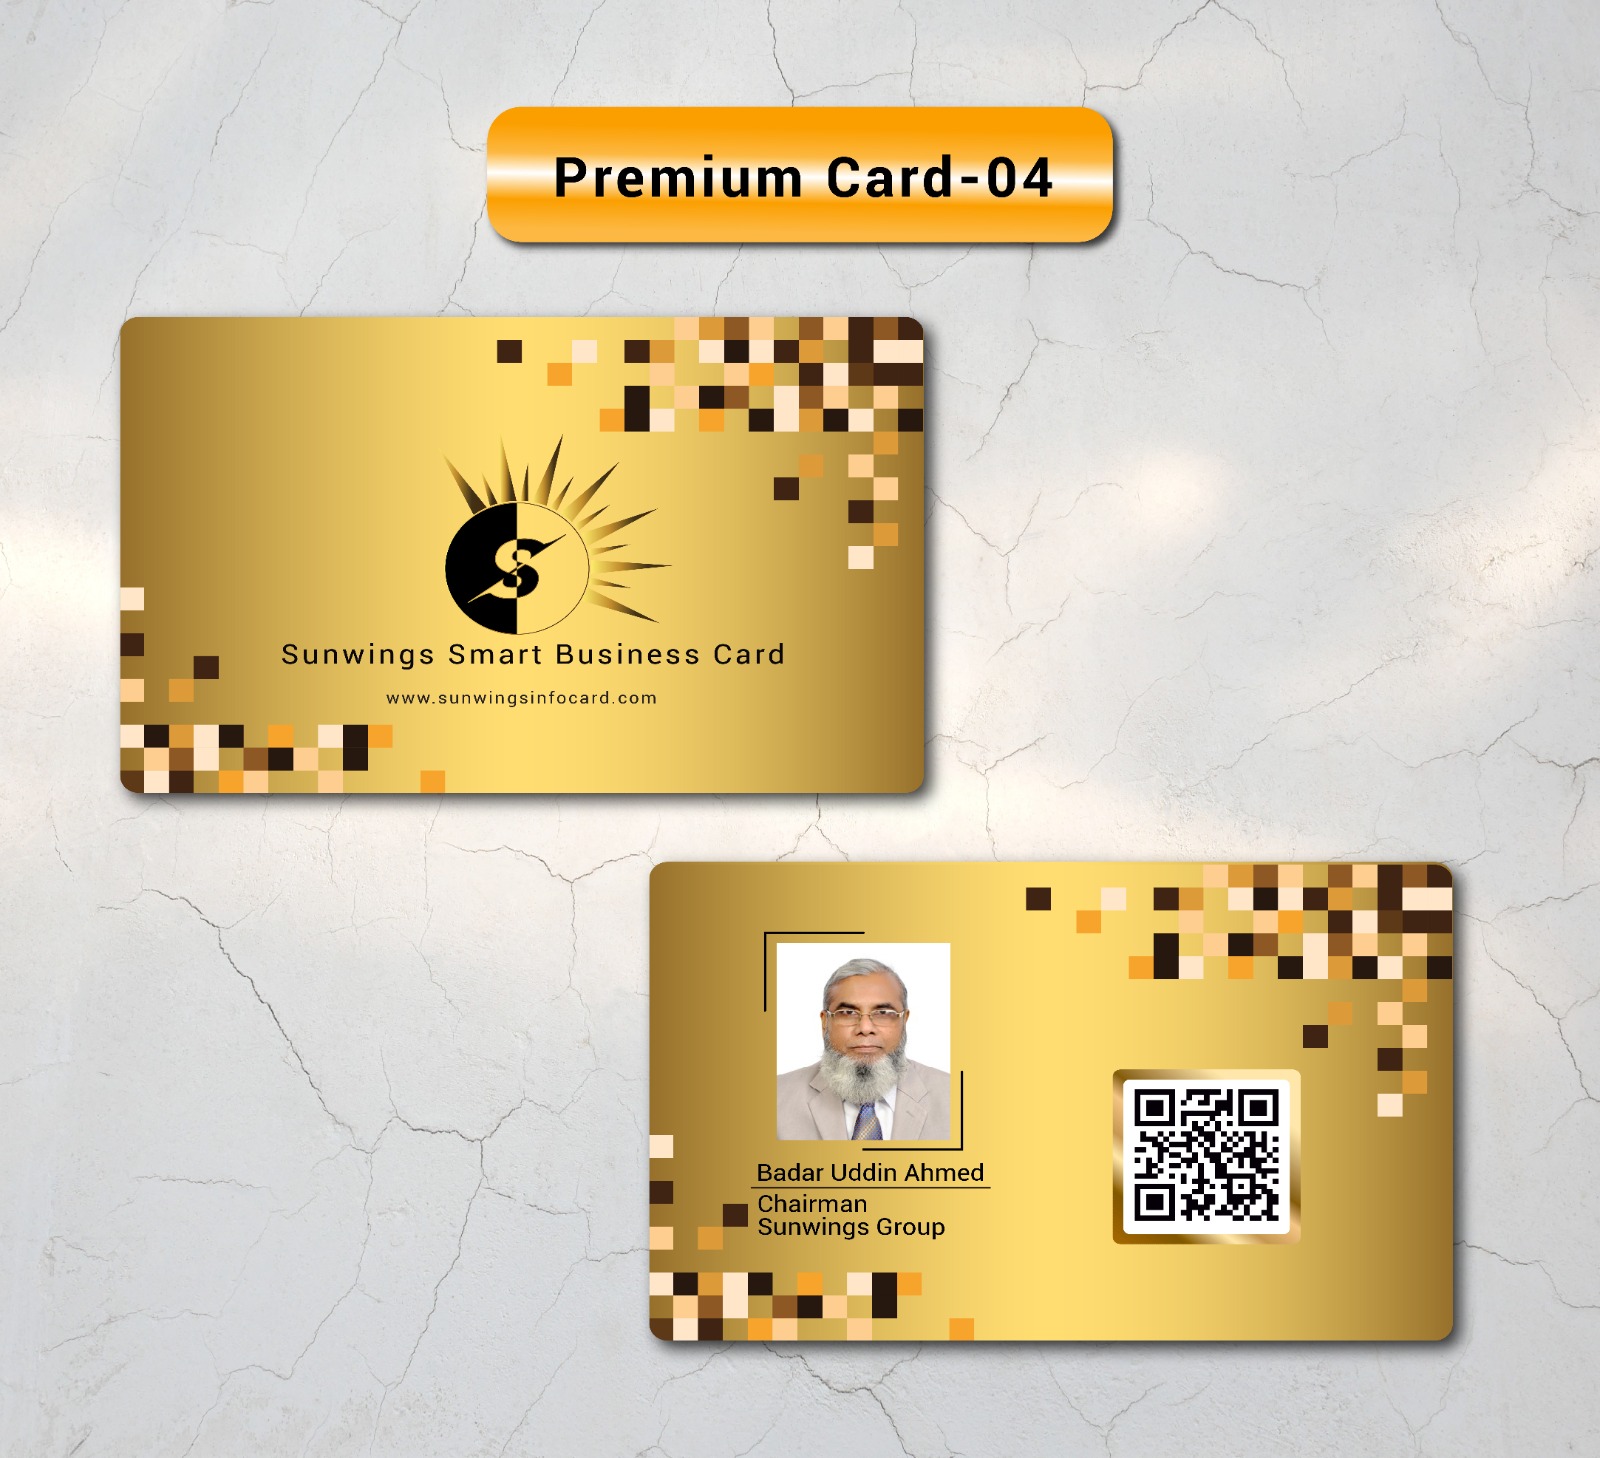 Premium Card-04
S
Sunwings Smart Business Card
www.sunwingsinfocard.com
Badar Uddin Ahmed
Chairman
Sunwings Group